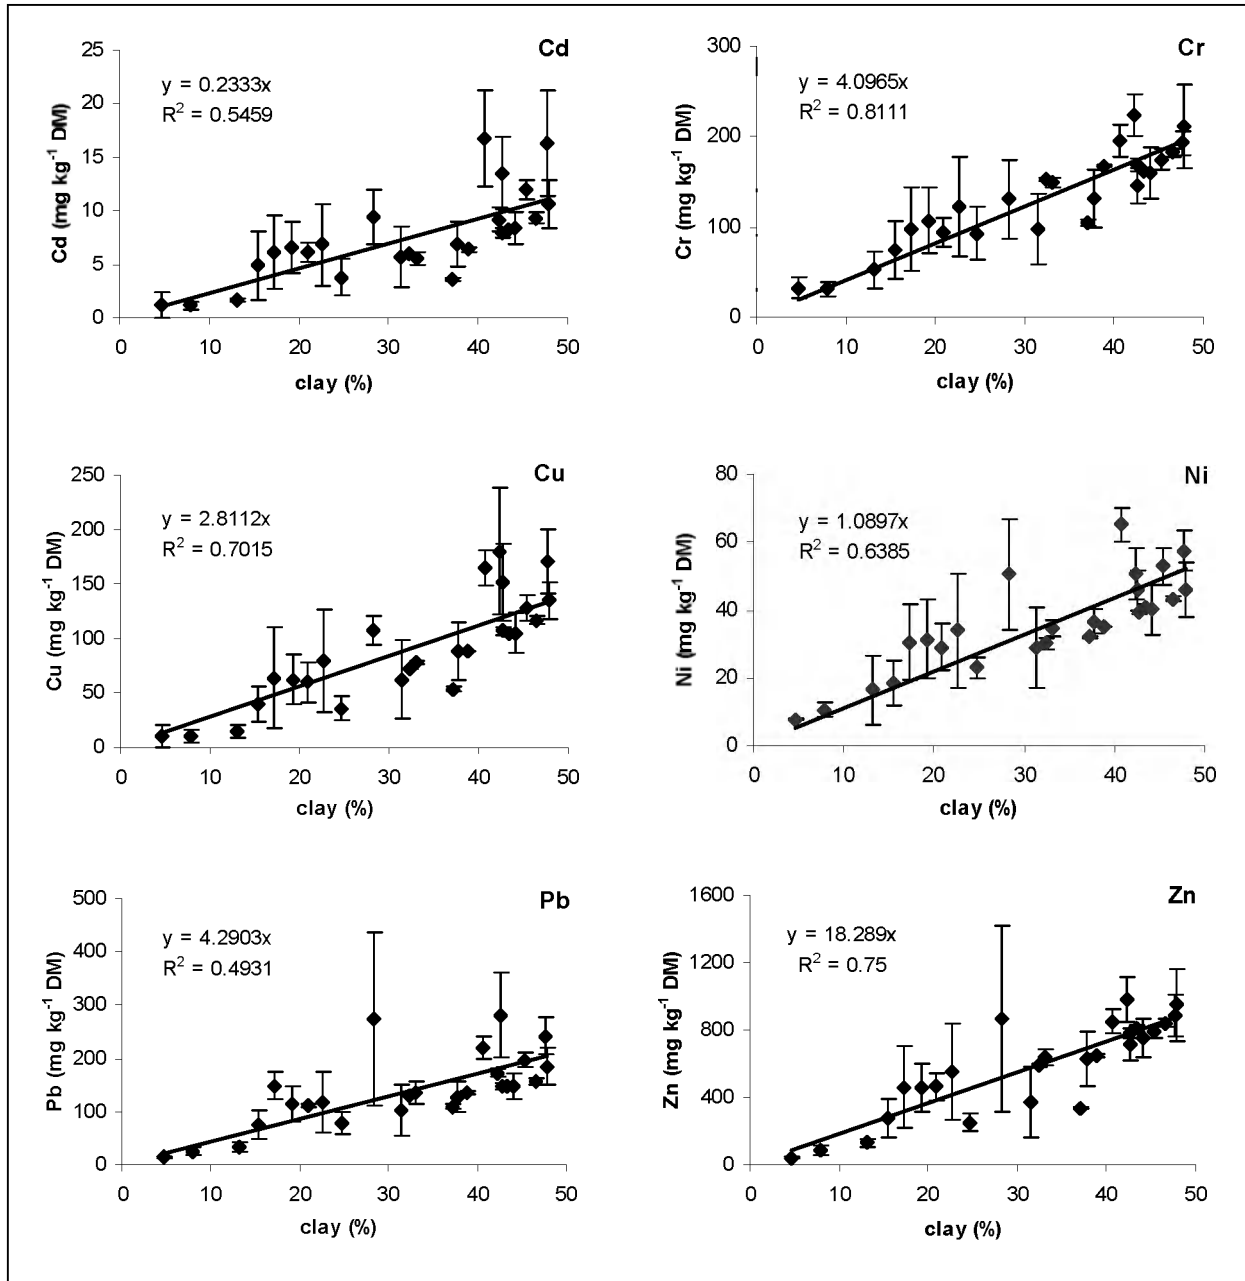 Cd
y = 0.2333x
R² = 0.5459
Cd (mg kg⁻¹ DM)
25
20
15
10
5
0
0 10 20 30 40 50
clay (%)
Cr
y = 4.0965x
R² = 0.8111
Cr (mg kg⁻¹ DM)
300
200
100
0
0 10 20 30 40 50
clay (%)
Cu
y = 2.8112x
R² = 0.7015
Cu (mg kg⁻¹ DM)
250
200
150
100
50
0
0 10 20 30 40 50
clay (%)
Ni
y = 1.0897x
R² = 0.6385
Ni (mg kg⁻¹ DM)
80
60
40
20
0
0 10 20 30 40 50
clay (%)
Pb
y = 4.2903x
R² = 0.4931
Pb (mg kg⁻¹ DM)
500
400
300
200
100
0
0 10 20 30 40 50
clay (%)
Zn
y = 18.289x
R² = 0.75
Zn (mg kg⁻¹ DM)
1600
1200
800
400
0
0 10 20 30 40 50
clay (%)